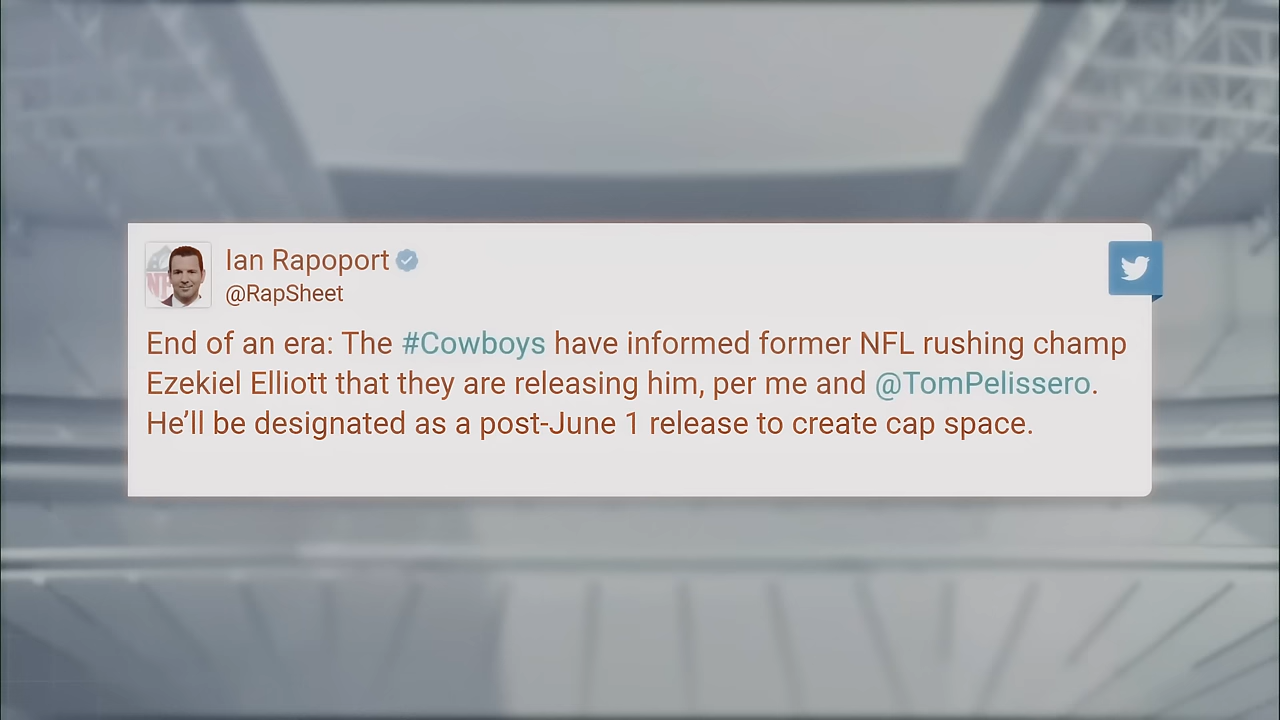 Ian Rapoport
@RapSheet
End of an era: The #Cowboys have informed former NFL rushing champ
Ezekiel Elliott that they are releasing him, per me and @TomPelissero.
He’ll be designated as a post-June 1 release to create cap space.